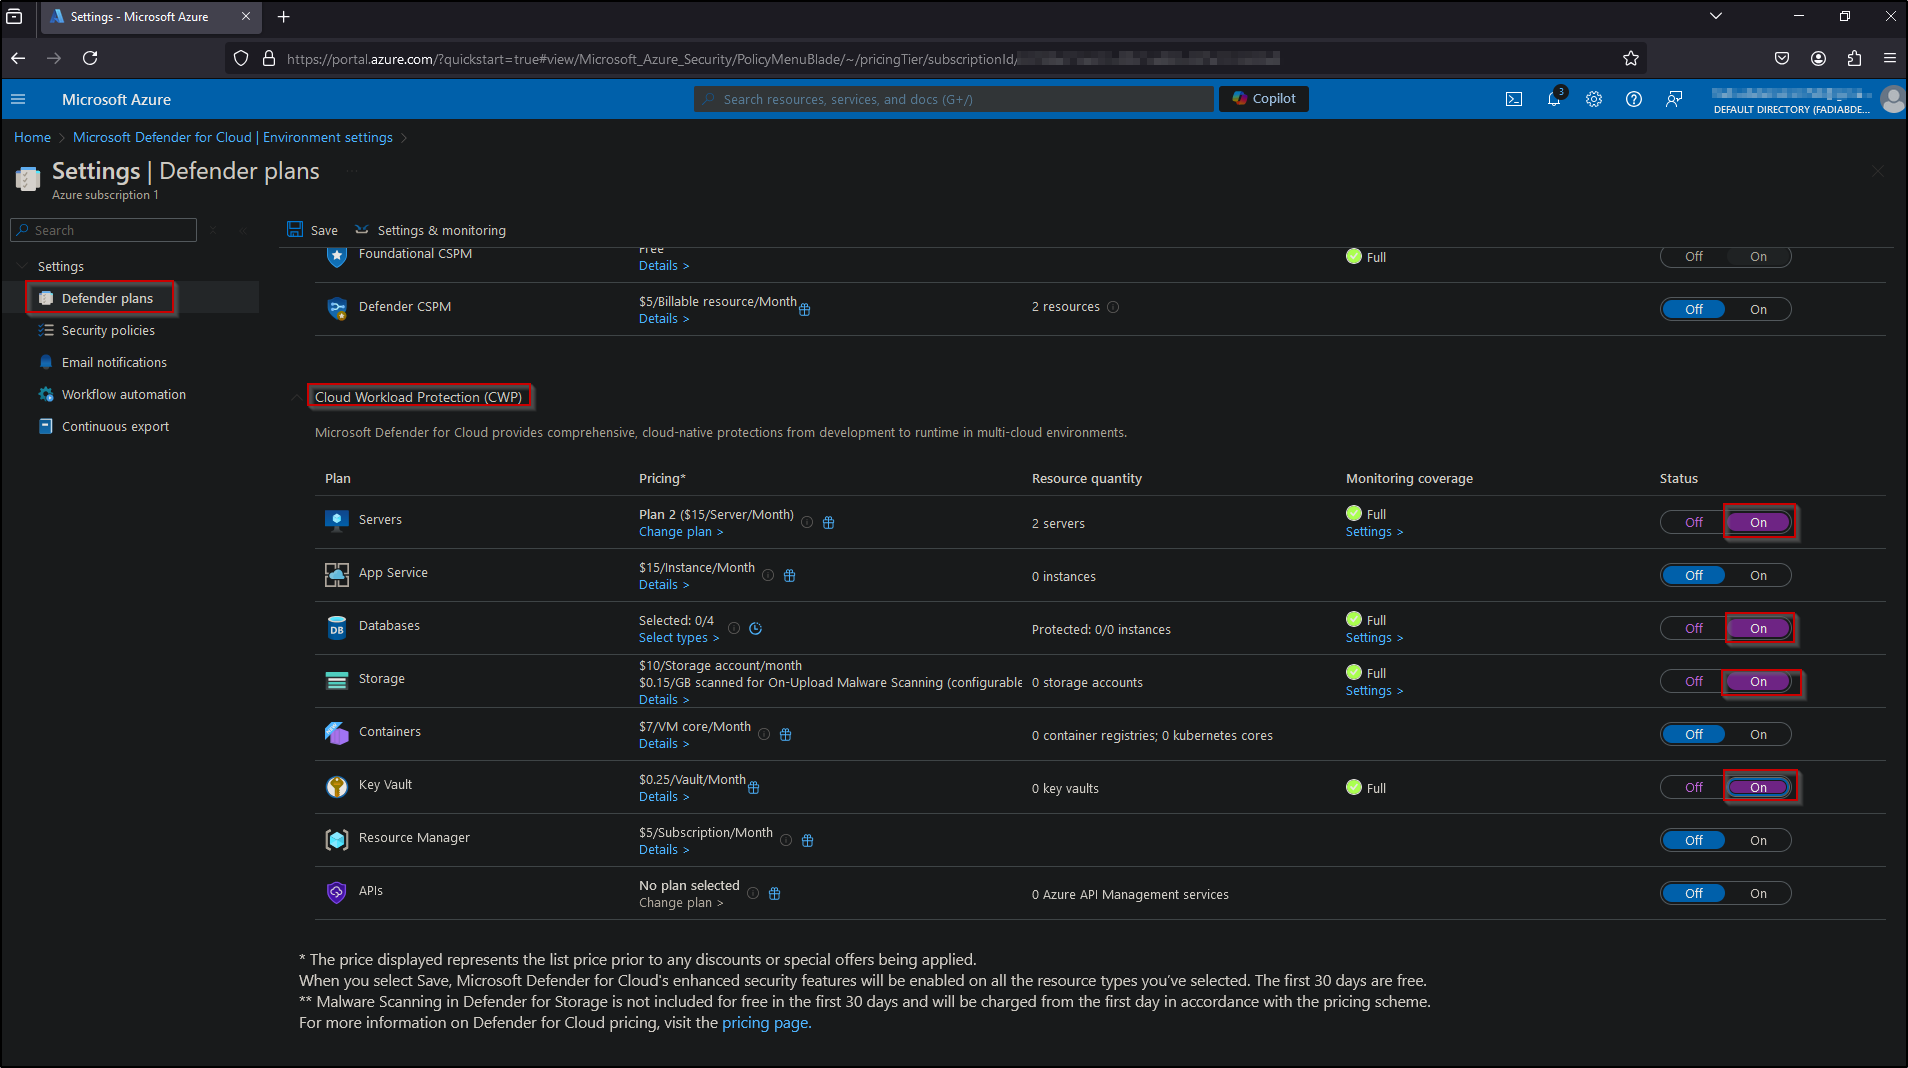 Settings - Microsoft Azure
https://portal.azure.com/?quickstart=true#view/Microsoft_Azure_Security/PolicyMenuBlade/~/pricingTier/subscriptionId/
Microsoft Azure
Search resources, services, and docs (G+/)
Copilot
3
DEFAULT DIRECTORY (FADIABDE...
Home > Microsoft Defender for Cloud | Environment settings >
Settings | Defender plans
Azure subscription 1
Search
Save
Settings & monitoring
Settings
Defender plans
Security policies
Email notifications
Workflow automation
Continuous export
Foundational CSPM
Free
Details >
Full
Off On
Defender CSPM
$5/Billable resource/Month
Details >
2 resources
Off On
Cloud Workload Protection (CWP)
Microsoft Defender for Cloud provides comprehensive, cloud-native protections from development to runtime in multi-cloud environments.
Plan Pricing* Resource quantity Monitoring coverage Status
Servers
Plan 2 ($15/Server/Month)
Change plan >
2 servers
Full
Settings >
Off On
App Service
$15/Instance/Month
Details >
0 instances
Off On
Databases
Selected: 0/4
Select types >
Protected: 0/0 instances
Full
Settings >
Off On
Storage
$10/Storage account/month
$0.15/GB scanned for On-Upload Malware Scanning (configurable
Details >
0 storage accounts
Full
Settings >
Off On
Containers
$7/VM core/Month
Details >
0 container registries; 0 kubernetes cores
Off On
Key Vault
$0.25/Vault/Month
Details >
0 key vaults
Full
Off On
Resource Manager
$5/Subscription/Month
Details >
Off On
APIs
No plan selected
Change plan >
0 Azure API Management services
Off On
* The price displayed represents the list price prior to any discounts or special offers being applied.
When you select Save, Microsoft Defender for Cloud's enhanced security features will be enabled on all the resource types you've selected. The first 30 days are free.
** Malware Scanning in Defender for Storage is not included for free in the first 30 days and will be charged from the first day in accordance with the pricing scheme.
For more information on Defender for Cloud pricing, visit the pricing page.